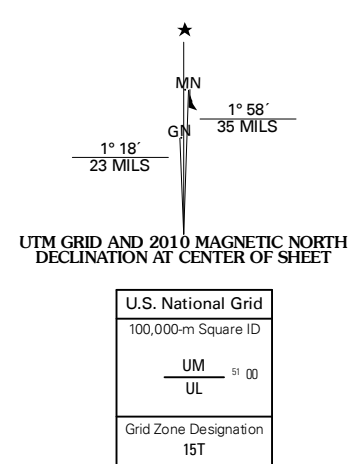 ★
MN
1° 58´
35 MILS
GN
1° 18´
23 MILS
UTM GRID AND 2010 MAGNETIC NORTH
DECLINATION AT CENTER OF SHEET
U.S. National Grid
100,000-m Square ID
UM
51 00
UL
Grid Zone Designation
15T